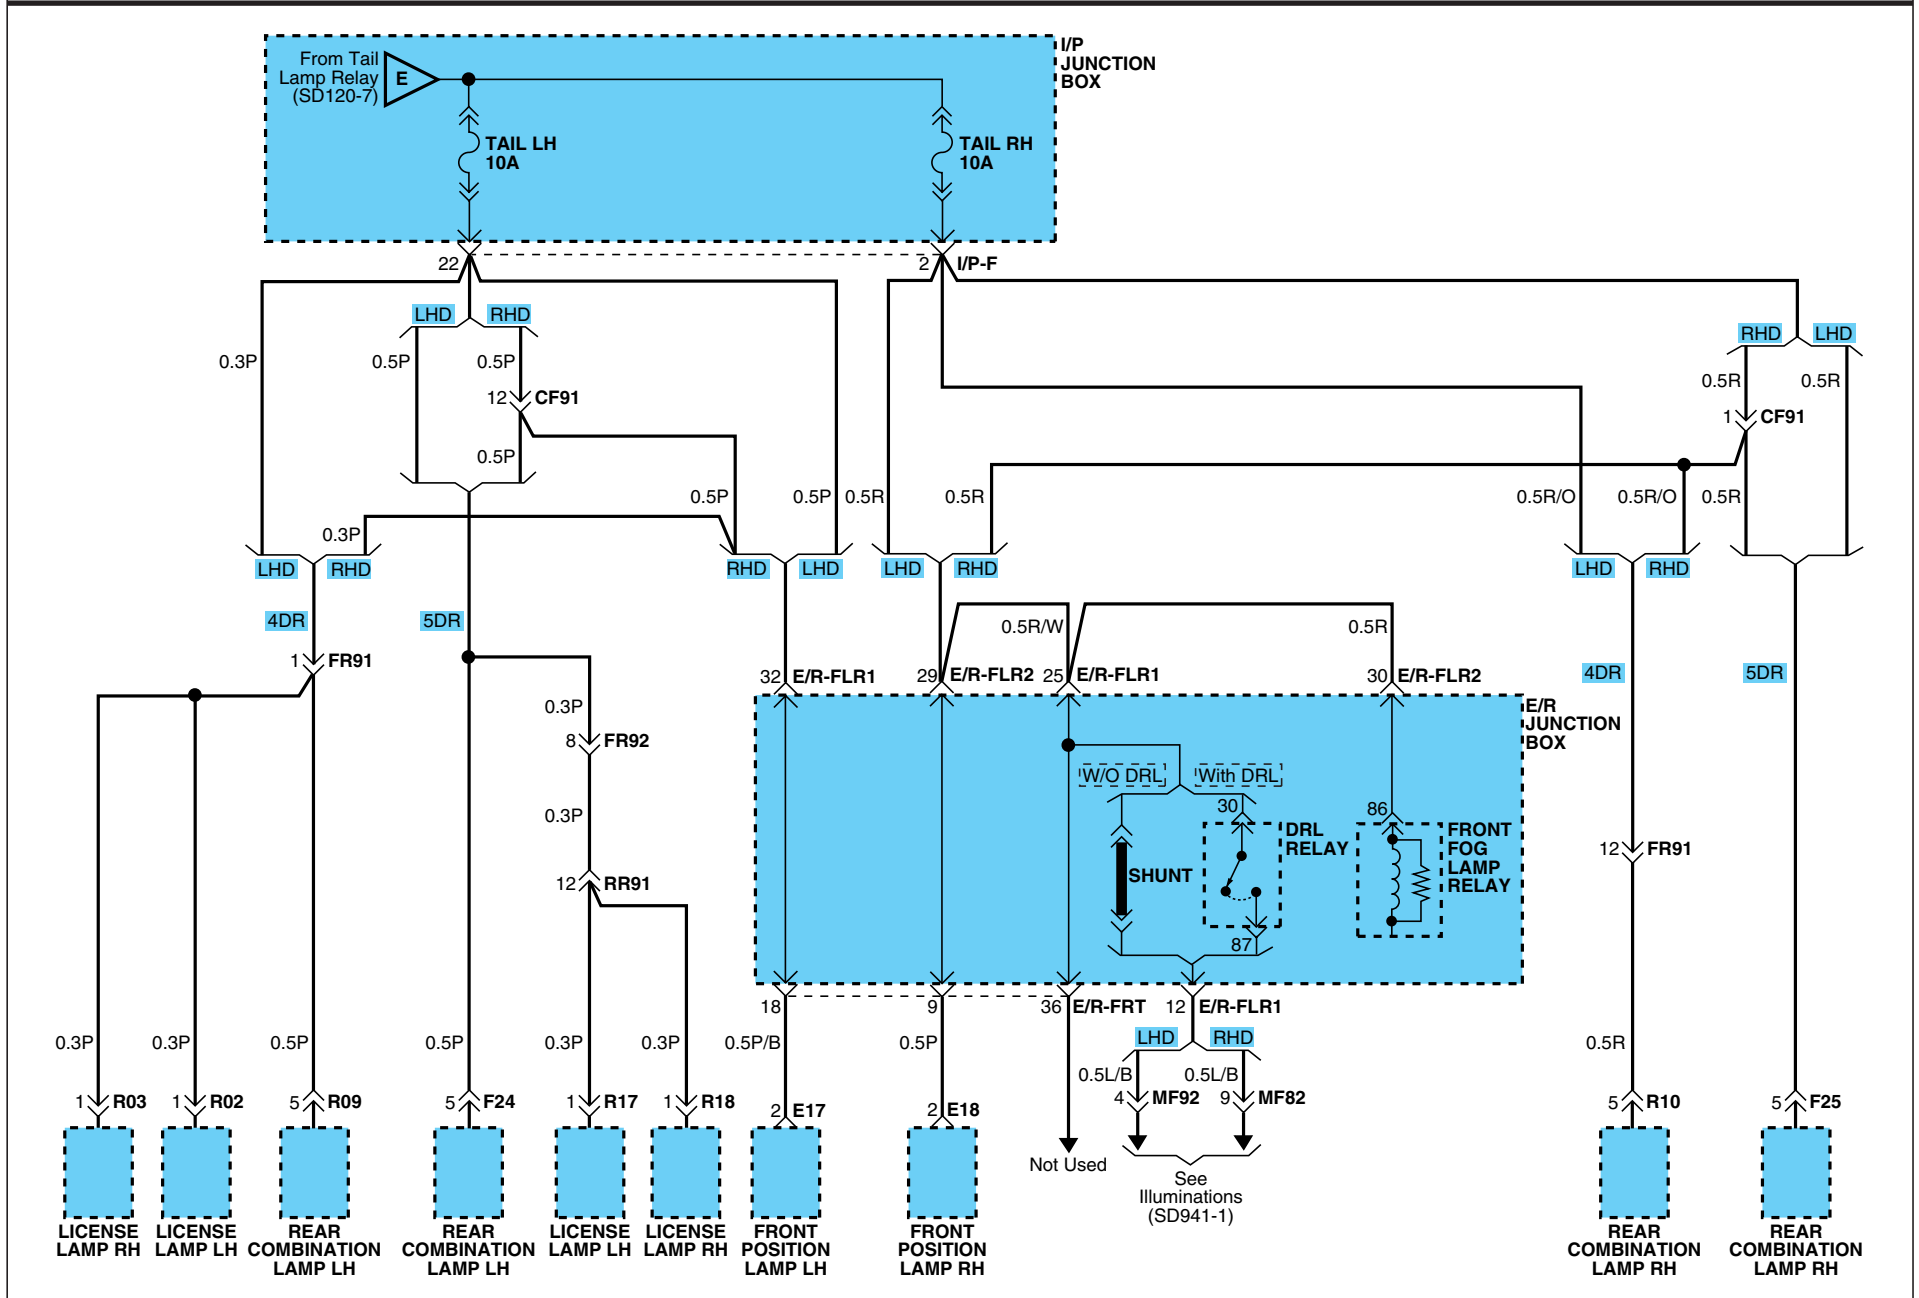 From Tail
Lamp Relay
(SD120-7)
E
I/P
JUNCTION
BOX
TAIL LH
10A
TAIL RH
10A
22
2 I/P-F
LHD RHD
RHD LHD
0.3P 0.5P 0.5P
0.5R 0.5R
12 CF91
1 CF91
0.5P
0.5P 0.5P 0.5R 0.5R 0.5R/O 0.5R/O 0.5R
0.3P
LHD RHD RHD LHD LHD RHD LHD RHD
4DR 5DR
0.5R/W 0.5R
1 FR91
32 E/R-FLR1 29 E/R-FLR2 25 E/R-FLR1 30 E/R-FLR2
4DR 5DR
0.3P
8 FR92
E/R
JUNCTION
BOX
W/O DRL With DRL
0.3P
30 86
DRL
RELAY
FRONT
FOG
LAMP
RELAY
12 FR91
12 RR91
SHUNT
87
18 9 36 E/R-FRT 12 E/R-FLR1
LHD RHD
0.3P 0.3P 0.5P 0.5P 0.3P 0.3P 0.5P/B 0.5P 0.5R
0.5L/B 0.5L/B
4 MF92 9 MF82
1 R03 1 R02 5 R09 5 F24 1 R17 1 R18 2 E17 2 E18 5 R10 5 F25
Not Used
See
Illuminations
(SD941-1)
LICENSE
LAMP RH
LICENSE
LAMP LH
REAR
COMBINATION
LAMP LH
REAR
COMBINATION
LAMP LH
LICENSE
LAMP LH
LICENSE
LAMP RH
FRONT
POSITION
LAMP LH
FRONT
POSITION
LAMP RH
REAR
COMBINATION
LAMP RH
REAR
COMBINATION
LAMP RH